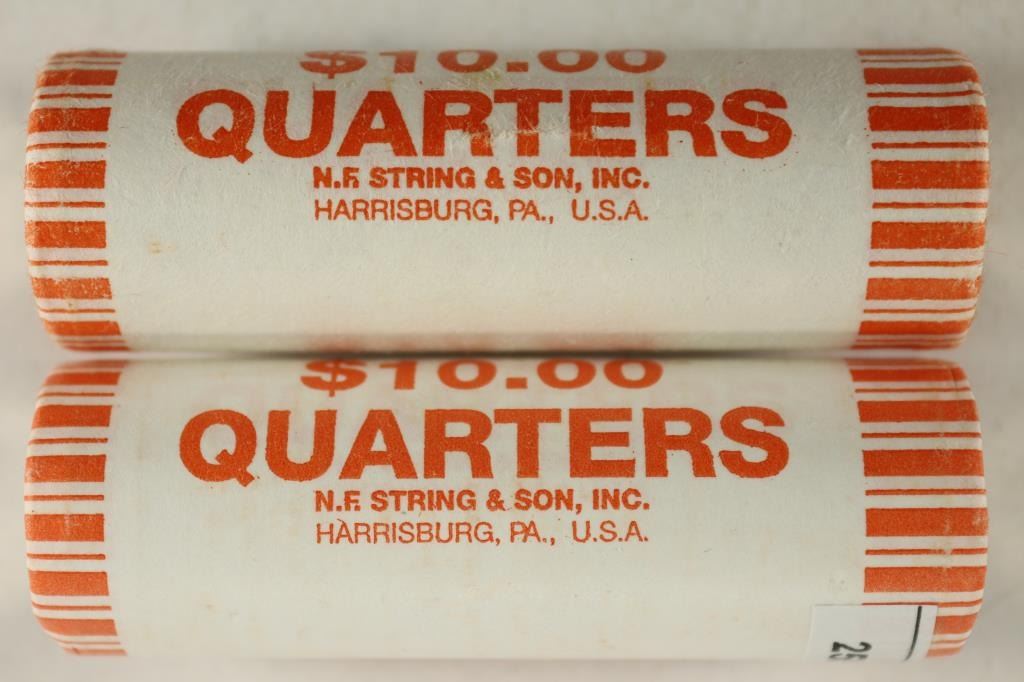 $10.00
QUARTERS
N.F. STRING & SON, INC.
HARRISBURG, PA., U.S.A.
$10.00
QUARTERS
N.F. STRING & SON, INC.
HARRISBURG, PA., U.S.A.